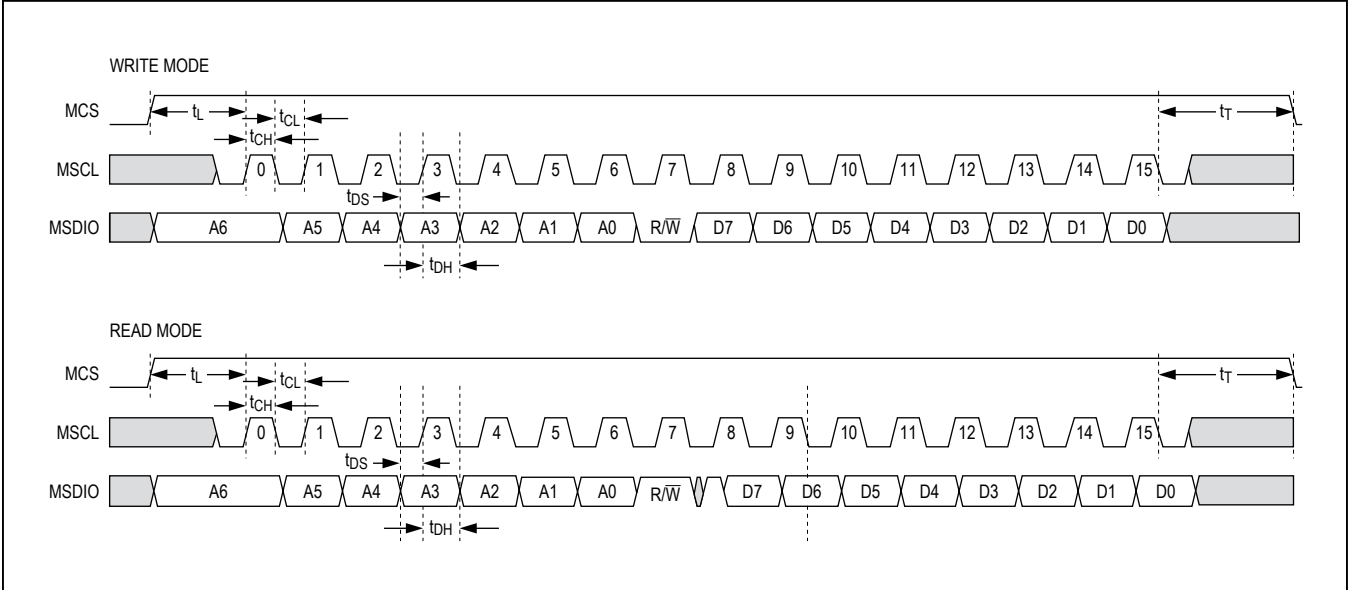 WRITE MODE
MCS tL tCL tT
tCH
MSCL 0 1 2 3 4 5 6 7 8 9 10 11 12 13 14 15
tDS
MSDIO A6 A5 A4 A3 A2 A1 A0 R/W̅ D7 D6 D5 D4 D3 D2 D1 D0
tDH
READ MODE
MCS tL tCL tT
tCH
MSCL 0 1 2 3 4 5 6 7 8 9 10 11 12 13 14 15
tDS
MSDIO A6 A5 A4 A3 A2 A1 A0 R/W̅ D7 D6 D5 D4 D3 D2 D1 D0
tDH